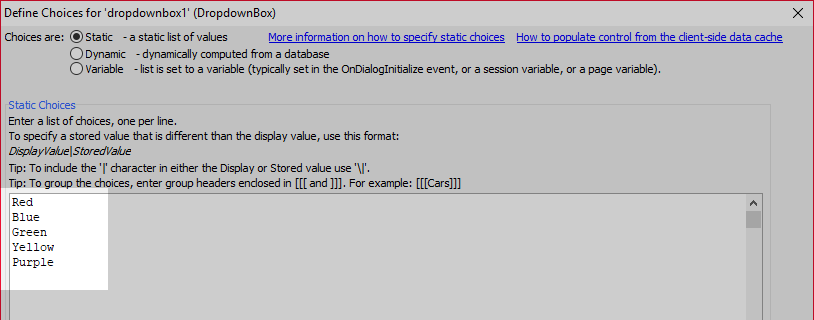 Define Choices for 'dropdownbox1' (DropdownBox)
Choices are: Static - a static list of values More information on how to specify static choices How to populate control from the client-side data cache
Dynamic - dynamically computed from a database
Variable - list is set to a variable (typically set in the OnDialogInitialize event, or a session variable, or a page variable).
Static Choices
Enter a list of choices, one per line.
To specify a stored value that is different than the display value, use this format:
DisplayValue|StoredValue
Tip: To include the '|' character in either the Display or Stored value use '\|'.
Tip: To group the choices, enter group headers enclosed in [[[ and ]]]. For example: [[[Cars]]]
Red
Blue
Green
Yellow
Purple